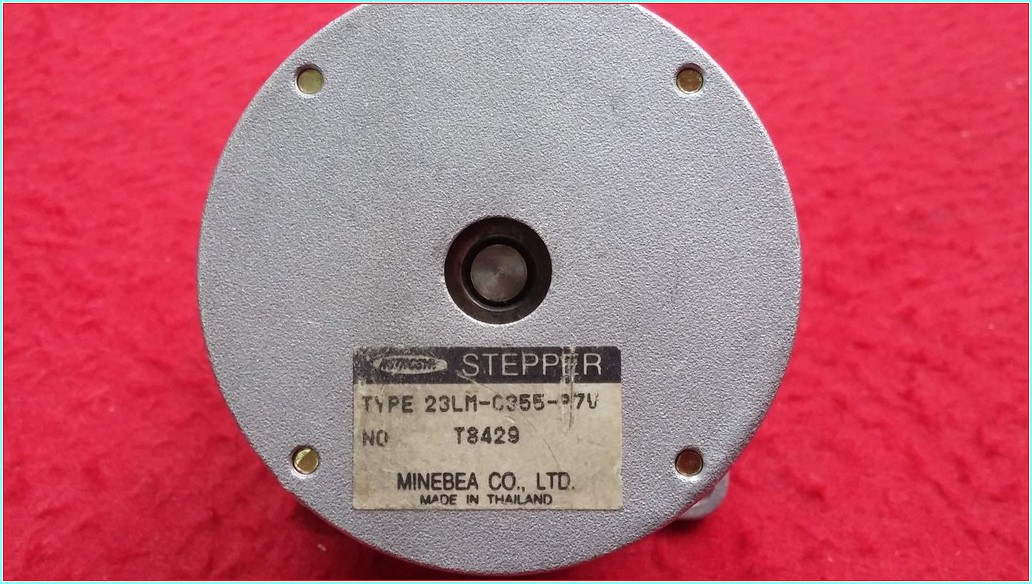 STEPPER
TYPE 23LM-C355-
NO T8429
MINEBEA CO., LTD.
MADE IN THAILAND